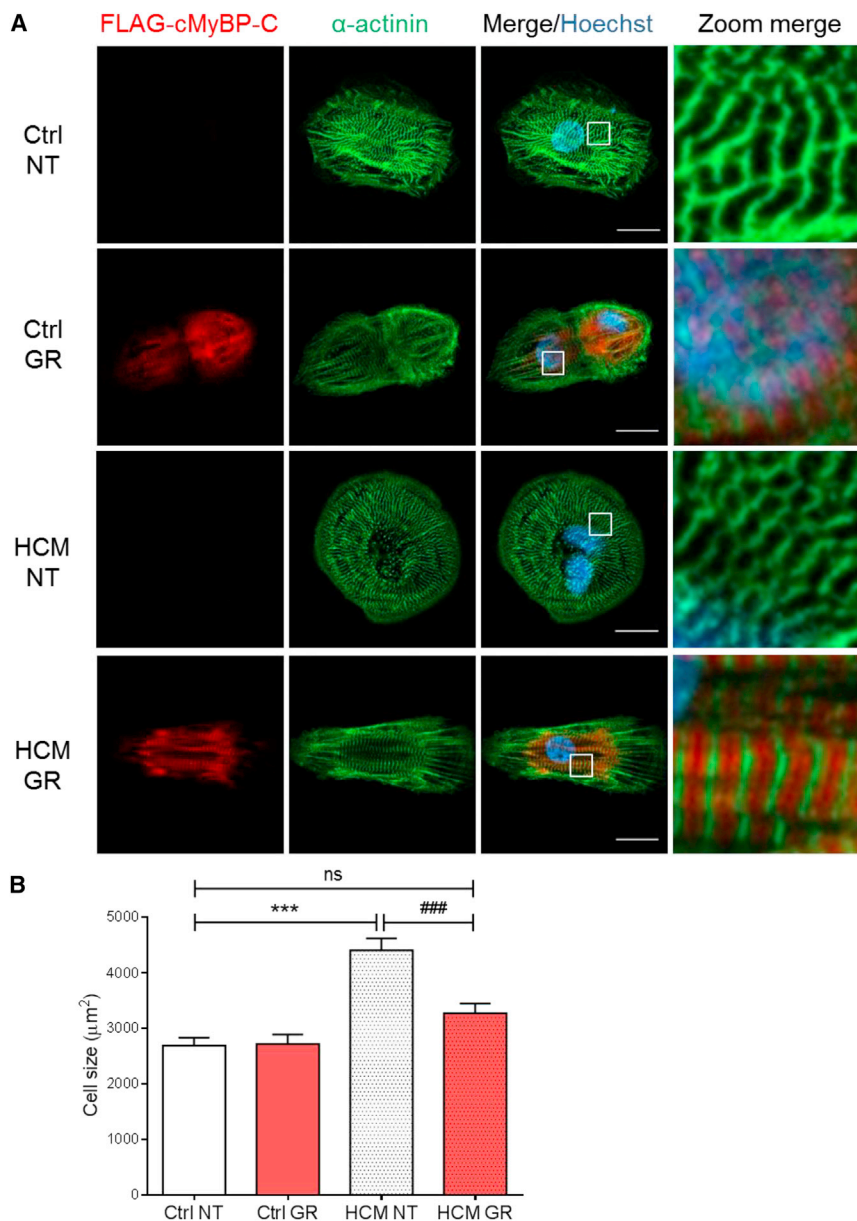 A
FLAG-cMyBP-C α-actinin Merge/Hoechst Zoom merge
Ctrl
NT
Ctrl
GR
HCM
NT
HCM
GR
B
ns
*** ###
5000
4000
3000
2000
1000
0
Cell size (μm²)
Ctrl NT Ctrl GR HCM NT HCM GR